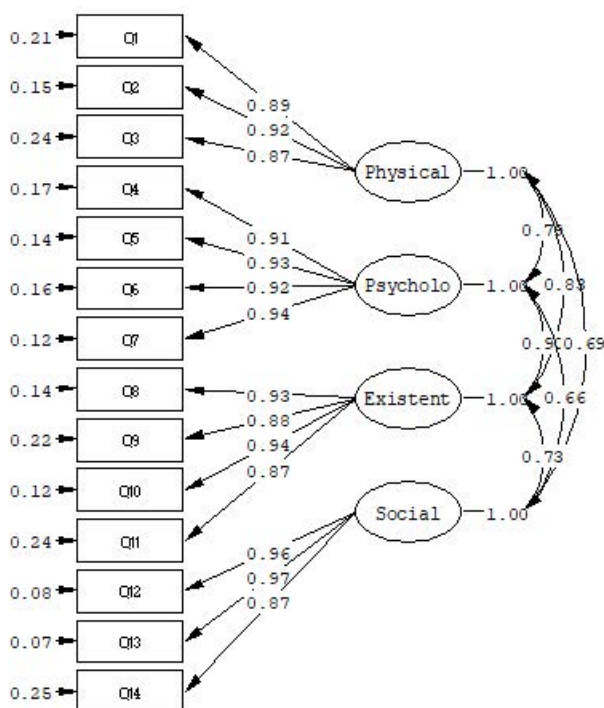 0.21 Q1
0.15 Q2
0.24 Q3
0.17 Q4
0.14 Q5
0.16 Q6
0.12 Q7
0.14 Q8
0.22 Q9
0.12 Q10
0.24 Q11
0.08 Q12
0.07 Q13
0.25 Q14
0.89
0.92
0.87
0.91
0.93
0.92
0.94
0.93
0.88
0.94
0.87
0.96
0.97
0.87
Physical 1.00
Psycholo 1.00
Existent 1.00
Social 1.00
0.83
0.69
0.66
0.73